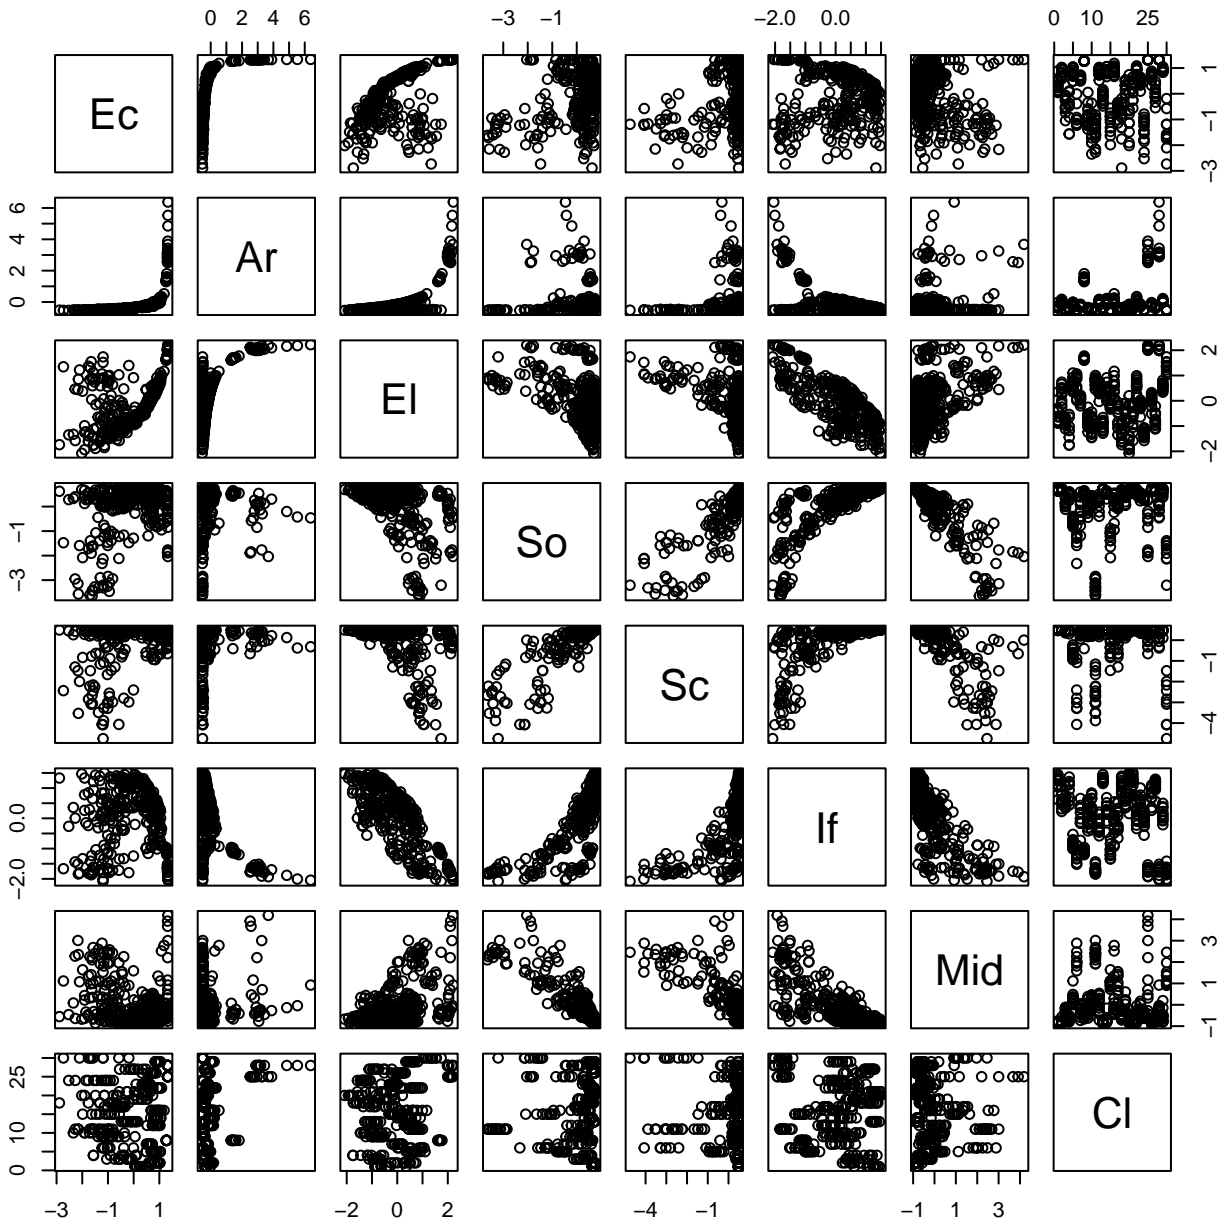 0 2 4 6 −3 −1 −2.0 0.0 0 10 25
Ec 1 −1 −3
6 4 2 0 Ar
El 2 0 −2
−1 −3 So
Sc −1 −4
0.0 −2.0 If
Mid 3 1 −1
25 10 0 Cl
−3 −1 1 −2 0 2 −4 −1 −1 1 3